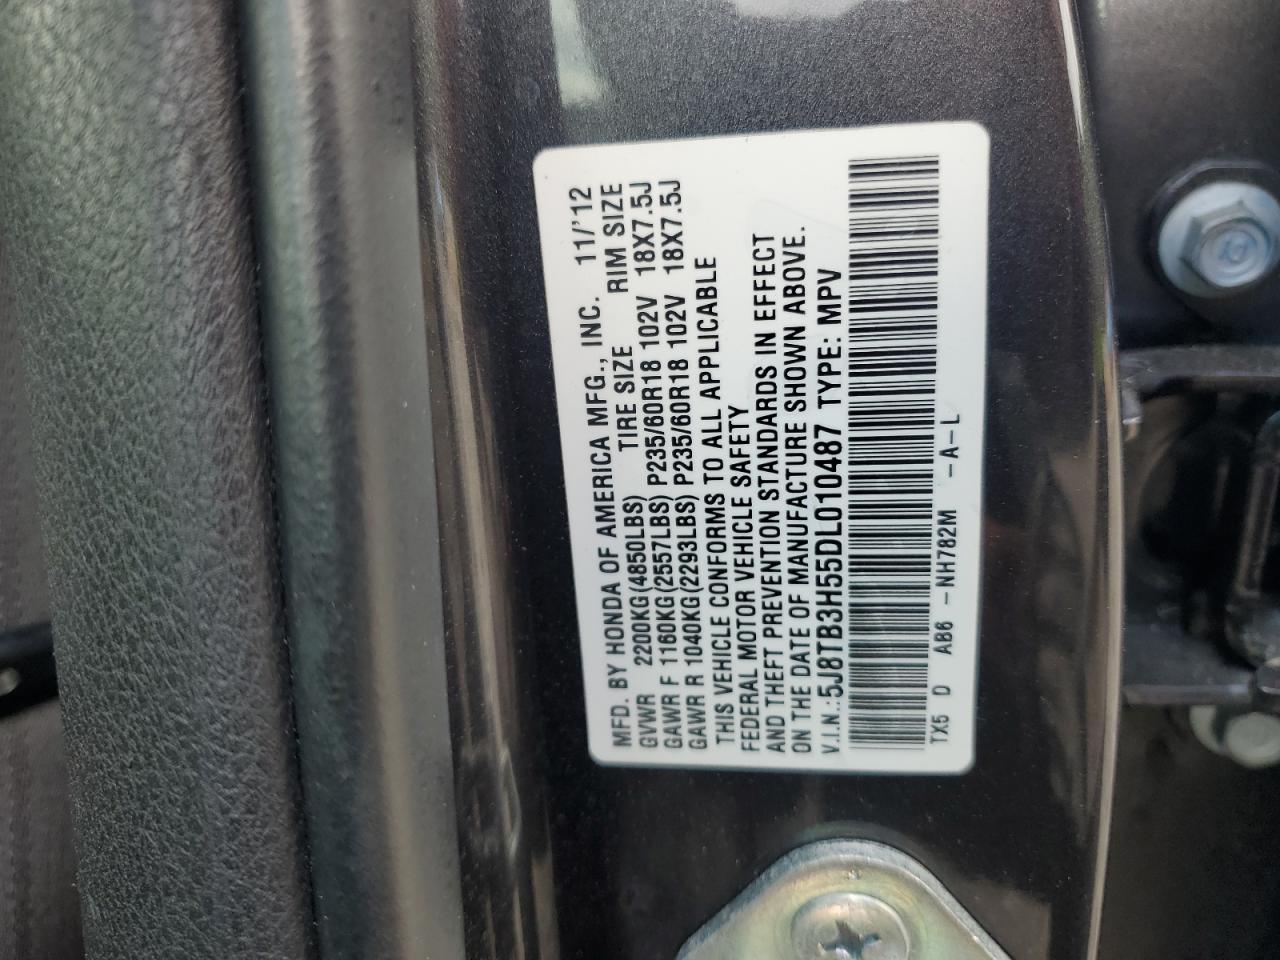 MFD. BY HONDA OF AMERICA MFG., INC. 11/'12
GVWR 2200KG(4850LBS) TIRE SIZE RIM SIZE
GAWR F 1160KG(2557LBS) P235/60R18 102V 18X7.5J
GAWR R 1040KG(2293LBS) P235/60R18 102V 18X7.5J
THIS VEHICLE CONFORMS TO ALL APPLICABLE
FEDERAL MOTOR VEHICLE SAFETY
AND THEFT PREVENTION STANDARDS IN EFFECT
ON THE DATE OF MANUFACTURE SHOWN ABOVE.
V.I.N.:5J8TB3H55DL010487 TYPE: MPV
TX5 D AB6 -NH782M -A-L